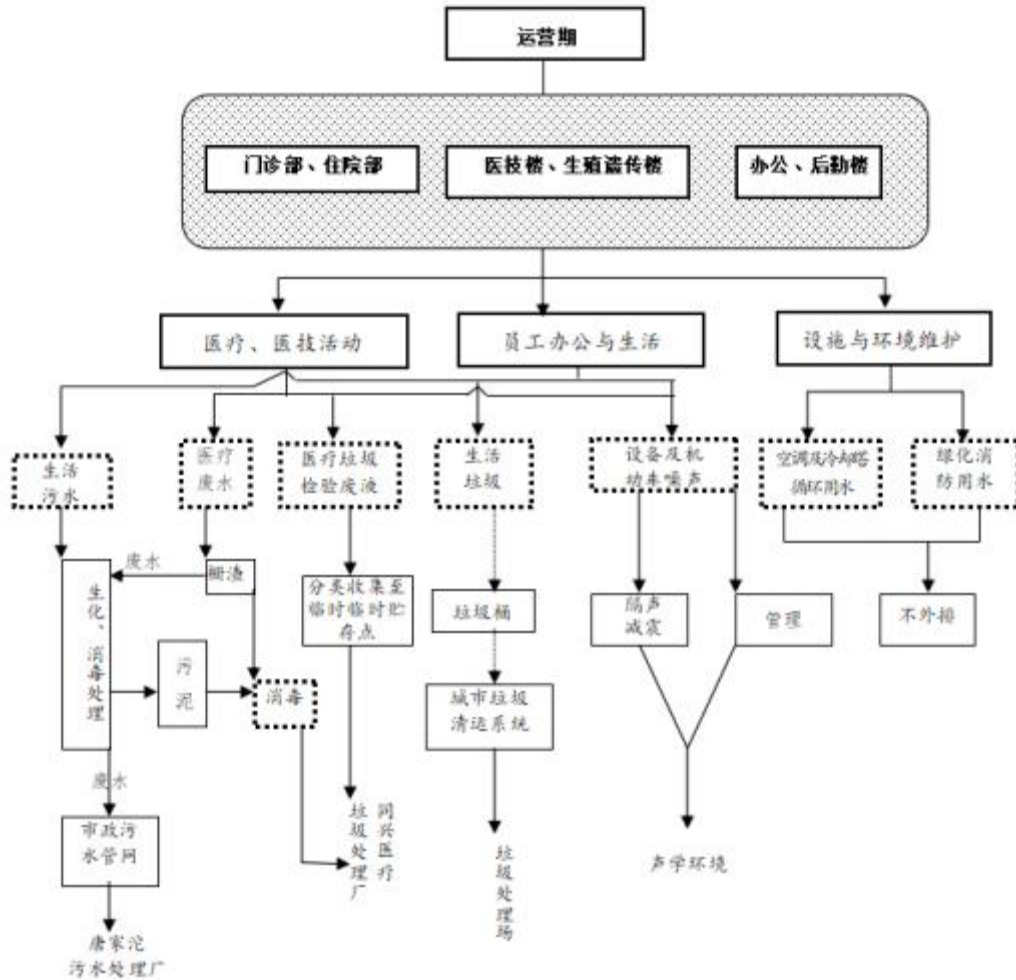 运营期
门诊部、住院部
医技楼、生殖遗传楼
办公、后勤楼
医疗、医技活动
员工办公与生活
设施与环境维护
生活
污水
医疗
废水
医疗垃圾
检验废液
生活
垃圾
设备及机
动车噪声
空调及冷却塔
循环用水
绿化消
防用水
废水
栅渣
生化、消毒处理
分类收集至
临时临时贮
存点
垃圾桶
隔声
减震
管理
不外排
污
泥
消毒
城市垃圾
清运系统
废水
市政污
水管网
同兴医疗
垃圾处理厂
垃圾处理场
声学环境
唐家沱
污水处理厂